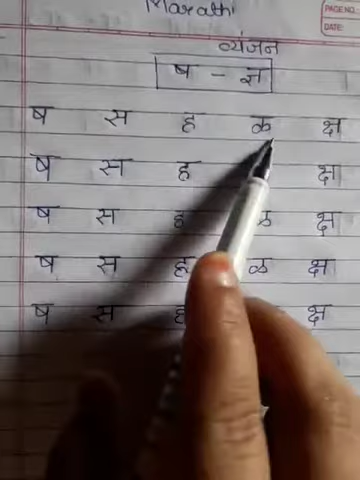 Marathi
PAGE NO.:
DATE:
व्यंजन
ष - ज्ञ
ष स ह ळ क्ष
ष स ह क्ष
ष स ह ळ क्ष
ष स ह ळ क्ष
ष स ह क्ष